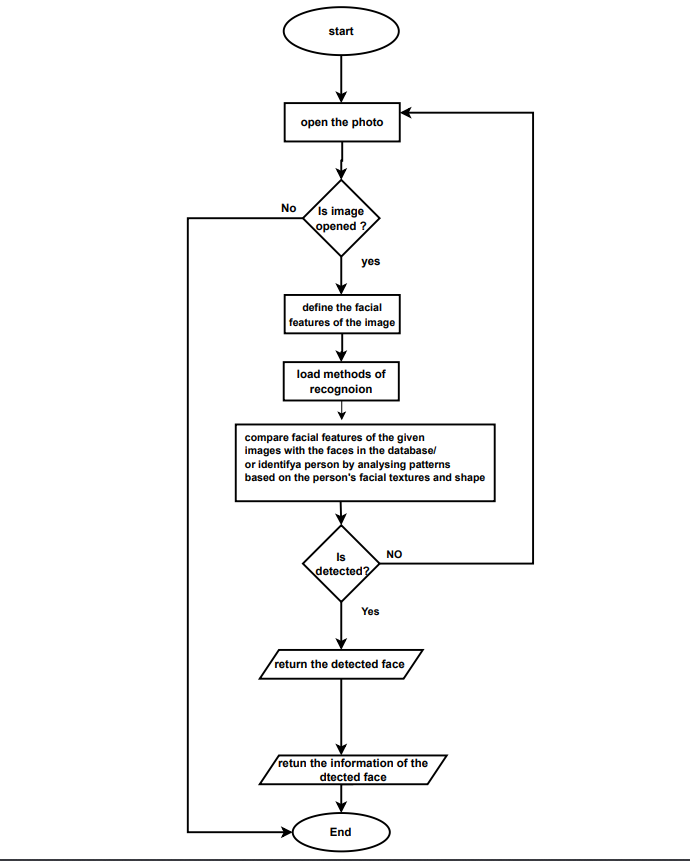 start
open the photo
No
Is image
opened ?
yes
define the facial
features of the image
load methods of
recognoion
compare facial features of the given
images with the faces in the database/
or identifya person by analysing patterns
based on the person's facial textures and shape
Is
detected?
NO
Yes
return the detected face
retun the information of the
dtected face
End